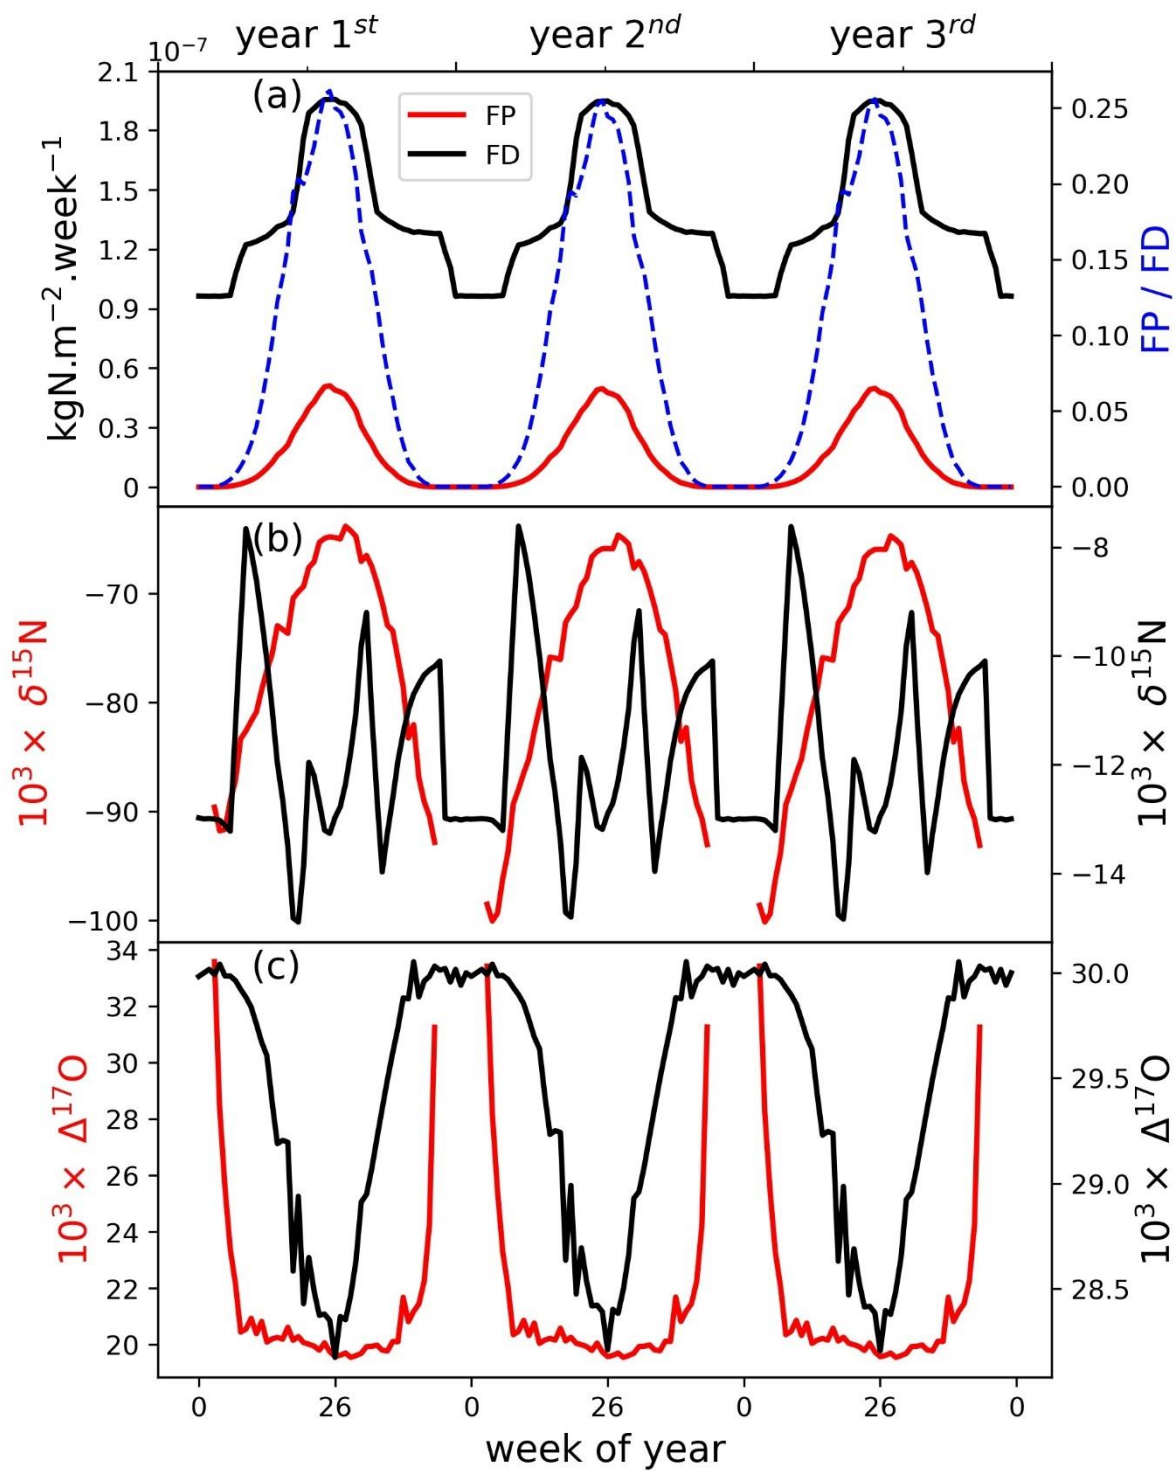 year 1st year 2nd year 3rd
10−7
(a)
FP
FD
2.1
1.8
1.5
1.2
0.9
0.6
0.3
0
kgN.m−2.week−1
0.25
0.20
0.15
0.10
0.05
0.00
FP / FD
(b)
−70
−80
−90
−100
10³ × δ¹⁵N
−8
−10
−12
−14
10³ × δ¹⁵N
(c)
34
32
30
28
26
24
22
20
10³ × Δ¹⁷O
30.0
29.5
29.0
28.5
10³ × Δ¹⁷O
0 26 0 26 0 26 0
week of year